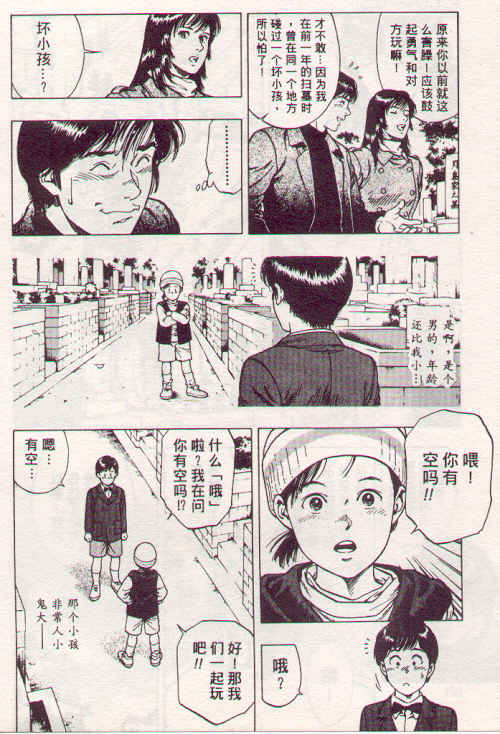 原来你以前就这
么害臊！应该鼓
起勇气和对
方玩嘛！
才不敢…因为我
在前一年的扫墓时
，曾在同一个地方
碰过一个坏小孩，
所以怕了！
坏小孩
…？
………
是啊，是个
男的，年龄
还比我小…
喂！
你有
空吗!!
哦？
什么「哦」
啦？我在问
你有空吗!?
嗯…
有空…
那个小孩
非常人小
鬼大——
好！那我
们一起玩
吧!!